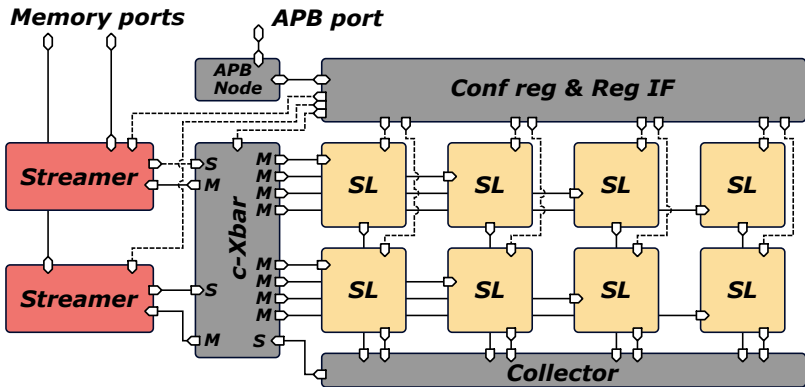 Memory ports
APB port
APB
Node
Conf reg & Reg IF
Streamer
S
M
c-Xbar
M
M
M
M
SL
SL
SL
SL
Streamer
S
M
M
M
M
M
S
SL
SL
SL
SL
Collector